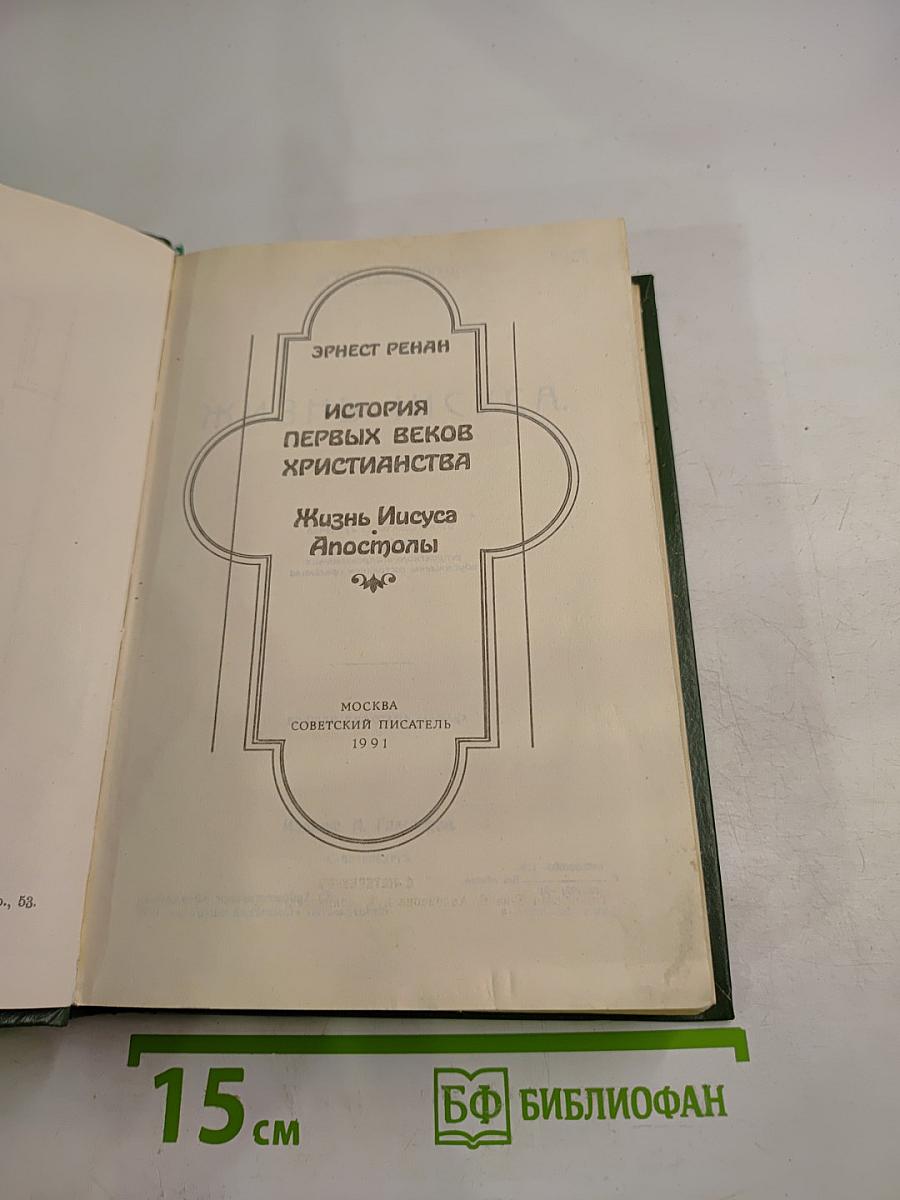 ЭРНЕСТ РЕНАН
ИСТОРИЯ
ПЕРВЫХ ВЕКОВ
ХРИСТИАНСТВА
Жизнь Иисуса
Апостолы
МОСКВА
СОВЕТСКИЙ ПИСАТЕЛЬ
1991
53.
15 см
БФ БИБЛИОФАН